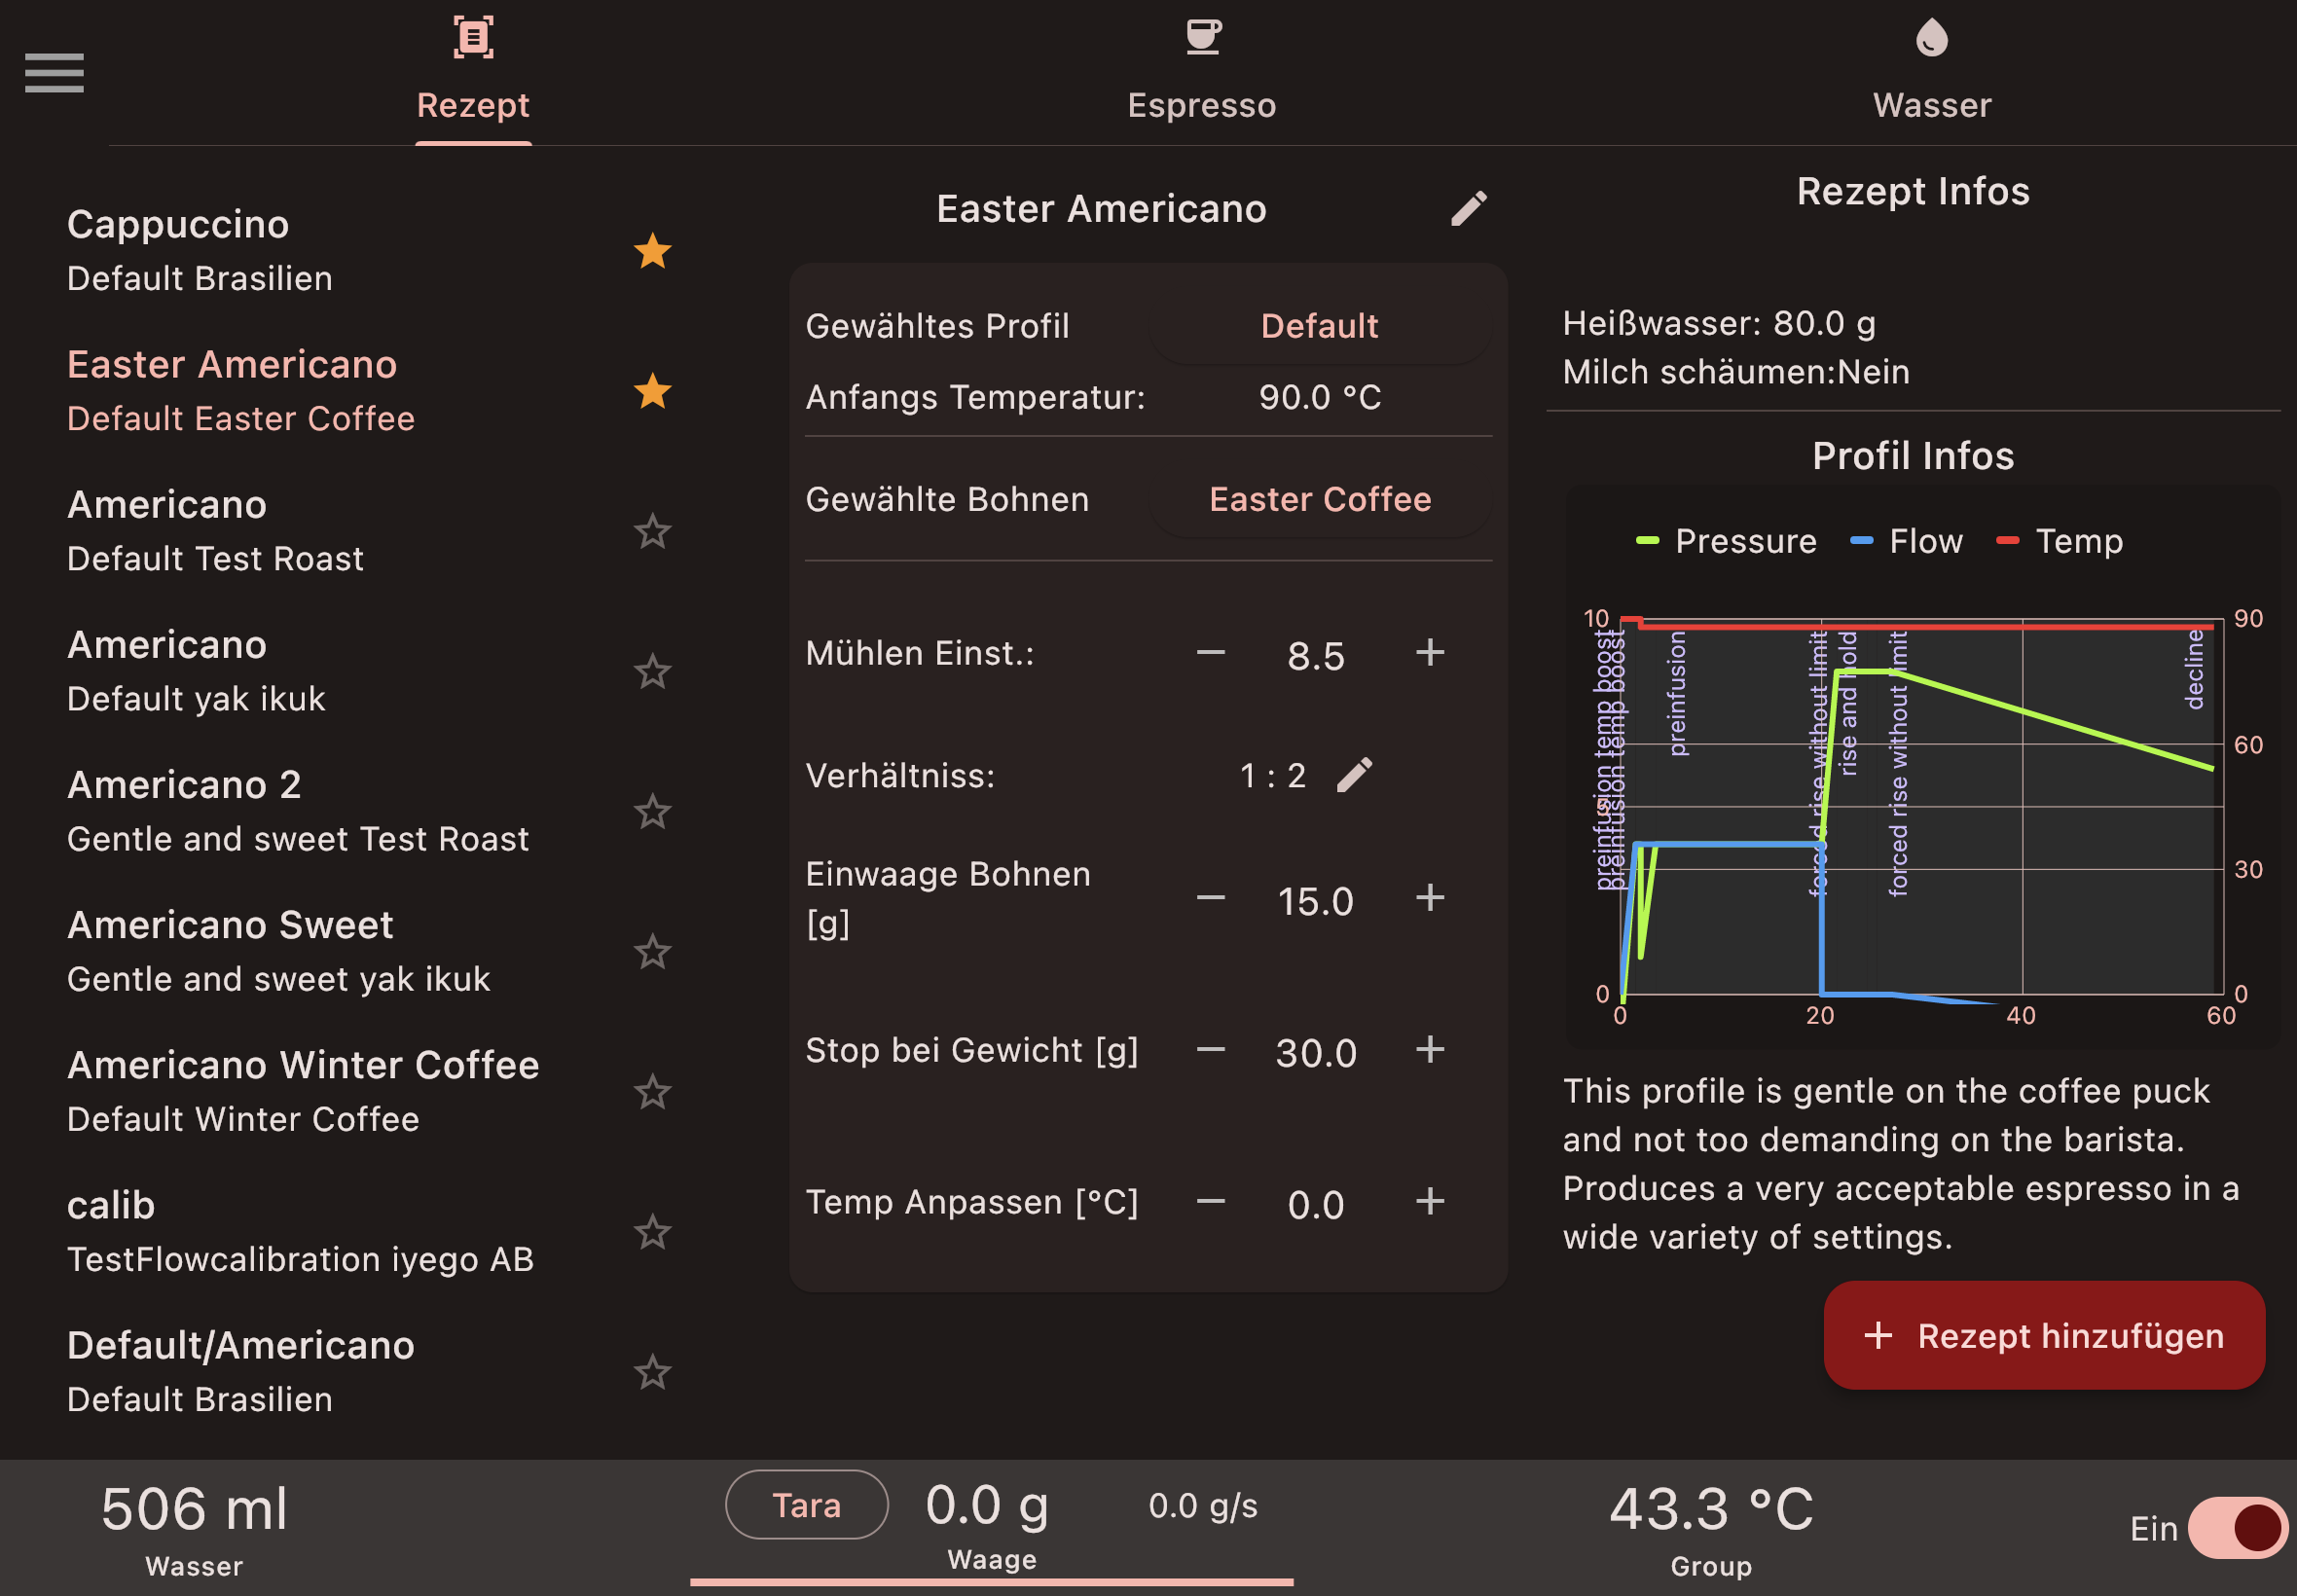 Rezept
Espresso
Wasser
Cappuccino
Default Brasilien
Easter Americano
Default Easter Coffee
Americano
Default Test Roast
Americano
Default yak ikuk
Americano 2
Gentle and sweet Test Roast
Americano Sweet
Gentle and sweet yak ikuk
Americano Winter Coffee
Default Winter Coffee
calib
TestFlowcalibration iyego AB
Default/Americano
Default Brasilien
Easter Americano
Gewähltes Profil Default
Anfangs Temperatur: 90.0 °C
Gewählte Bohnen Easter Coffee
Mühlen Einst.: − 8.5 +
Verhältniss: 1 : 2
Einwaage Bohnen
[g] − 15.0 +
Stop bei Gewicht [g] − 30.0 +
Temp Anpassen [°C] − 0.0 +
Rezept Infos
Heißwasser: 80.0 g
Milch schäumen:Nein
Profil Infos
Pressure Flow Temp
10
5
0
90
60
30
0
preinfusion temp boost
preinfusion temp boost
preinfusion
forced rise without limit
rise and hold
forced rise without limit
decline
0 20 40 60
This profile is gentle on the coffee puck
and not too demanding on the barista.
Produces a very acceptable espresso in a
wide variety of settings.
+ Rezept hinzufügen
506 ml
Wasser
Tara 0.0 g 0.0 g/s
Waage
43.3 °C
Group
Ein